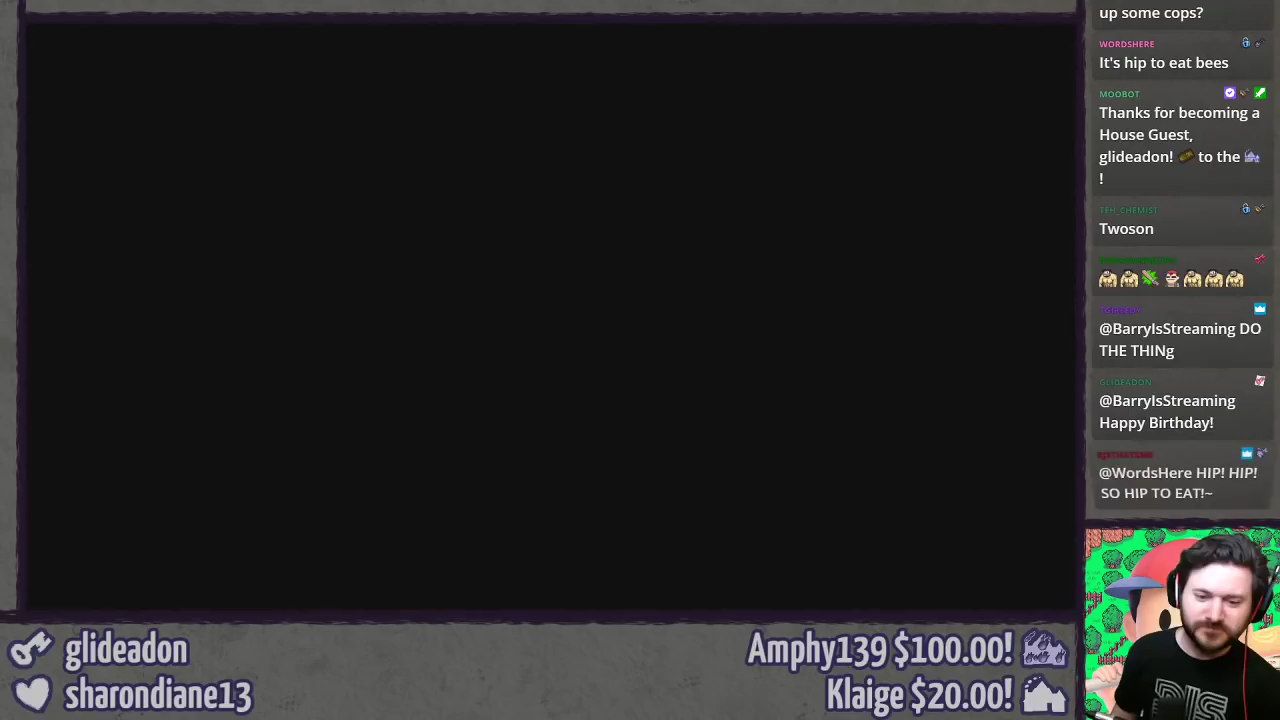 up some cops?
WORDSHERE
It's hip to eat bees
MOOBOT
Thanks for becoming a
House Guest,
glideadon! to the
!
TFH_CHEMIST
Twoson
@BarryIsStreaming DO
THE THINg
GLIDEADON
@BarryIsStreaming
Happy Birthday!
@WordsHere HIP! HIP!
SO HIP TO EAT!~
glideadon
sharondiane13
Amphy139 $100.00!
Klaige $20.00!